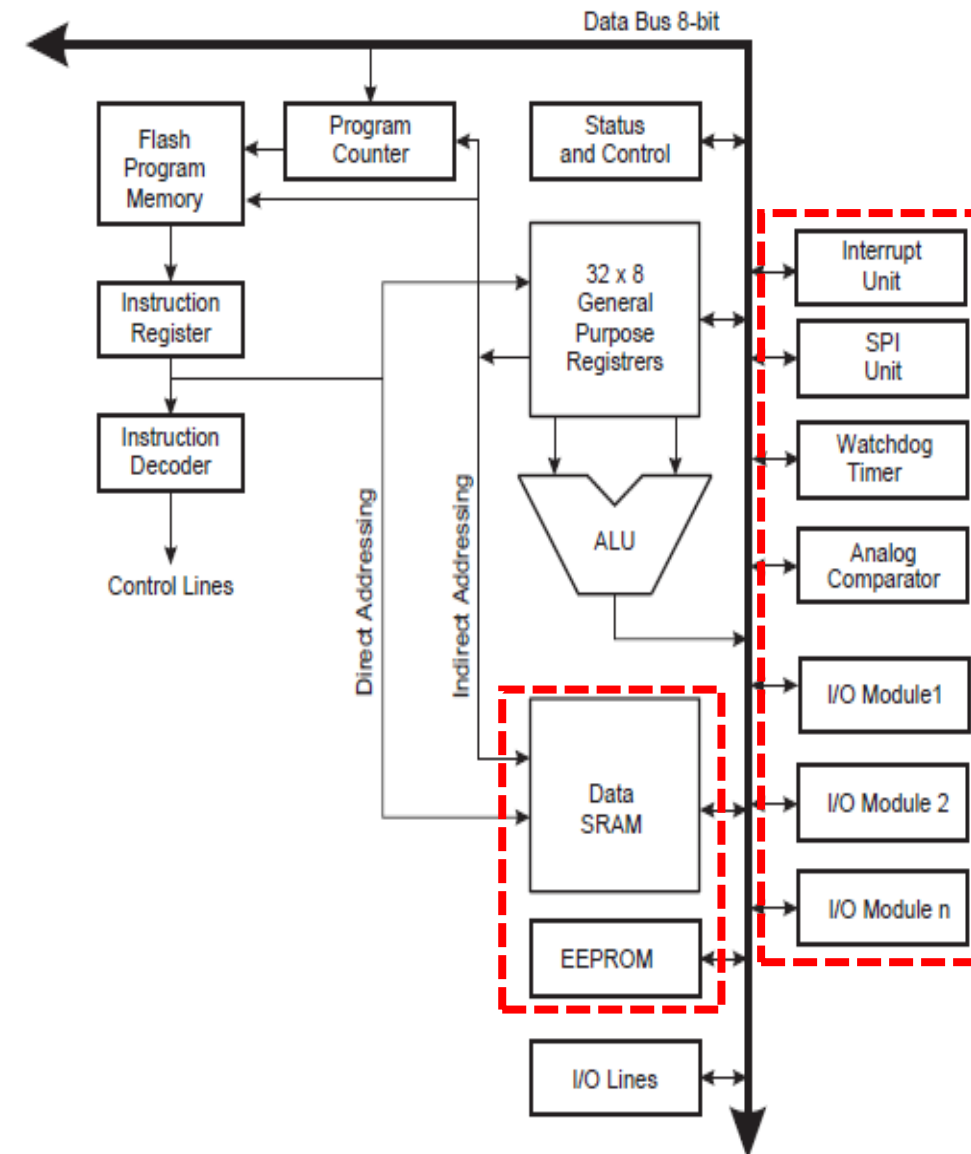 Data Bus 8-bit
Flash
Program
Memory
Program
Counter
Status
and Control
Interrupt
Unit
32 x 8
General
Purpose
Registrers
Instruction
Register
SPI
Unit
Instruction
Decoder
Watchdog
Timer
ALU
Analog
Comparator
Control Lines
Direct Addressing
Indirect Addressing
I/O Module1
Data
SRAM
I/O Module 2
I/O Module n
EEPROM
I/O Lines